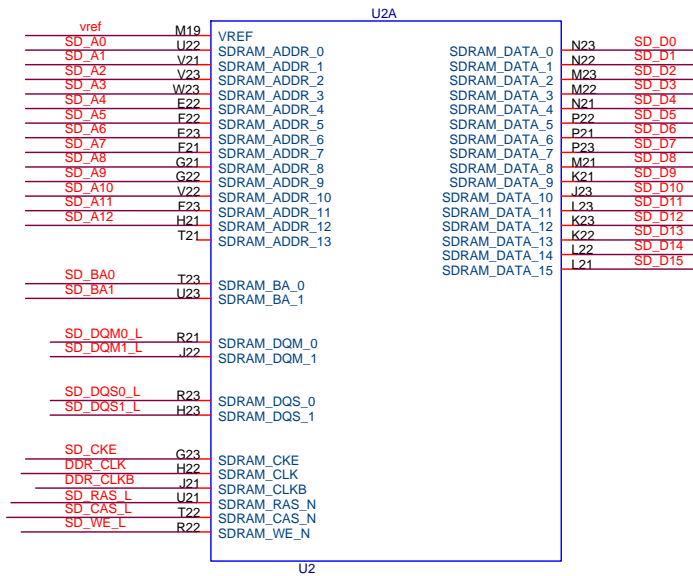 U2A
vref M19 VREF
SD_A0 U22 SDRAM_ADDR_0
SD_A1 V21 SDRAM_ADDR_1
SD_A2 V23 SDRAM_ADDR_2
SD_A3 W23 SDRAM_ADDR_3
SD_A4 E22 SDRAM_ADDR_4
SD_A5 F22 SDRAM_ADDR_5
SD_A6 E23 SDRAM_ADDR_6
SD_A7 F21 SDRAM_ADDR_7
SD_A8 G21 SDRAM_ADDR_8
SD_A9 G22 SDRAM_ADDR_9
SD_A10 V22 SDRAM_ADDR_10
SD_A11 F23 SDRAM_ADDR_11
SD_A12 H21 SDRAM_ADDR_12
T21 SDRAM_ADDR_13
SD_BA0 T23 SDRAM_BA_0
SD_BA1 U23 SDRAM_BA_1
SD_DQM0_L R21 SDRAM_DQM_0
SD_DQM1_L J22 SDRAM_DQM_1
SD_DQS0_L R23 SDRAM_DQS_0
SD_DQS1_L H23 SDRAM_DQS_1
SD_CKE G23 SDRAM_CKE
DDR_CLK H22 SDRAM_CLK
DDR_CLKB J21 SDRAM_CLKB
SD_RAS_L U21 SDRAM_RAS_N
SD_CAS_L T22 SDRAM_CAS_N
SD_WE_L R22 SDRAM_WE_N
SDRAM_DATA_0 N23 SD_D0
SDRAM_DATA_1 N22 SD_D1
SDRAM_DATA_2 M23 SD_D2
SDRAM_DATA_3 M22 SD_D3
SDRAM_DATA_4 N21 SD_D4
SDRAM_DATA_5 P22 SD_D5
SDRAM_DATA_6 P21 SD_D6
SDRAM_DATA_7 P23 SD_D7
SDRAM_DATA_8 M21 SD_D8
SDRAM_DATA_9 K21 SD_D9
SDRAM_DATA_10 J23 SD_D10
SDRAM_DATA_11 L23 SD_D11
SDRAM_DATA_12 K23 SD_D12
SDRAM_DATA_13 K22 SD_D13
SDRAM_DATA_14 L22 SD_D14
SDRAM_DATA_15 L21 SD_D15
U2